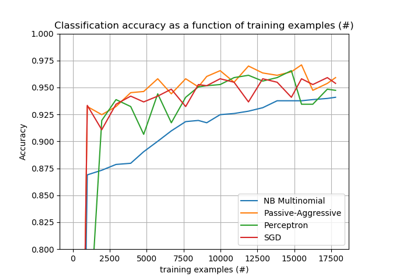 Classification accuracy as a function of training examples (#)
1.000
0.975
0.950
0.925
0.900
0.875
0.850
0.825
0.800
Accuracy
NB Multinomial
Passive-Aggressive
Perceptron
SGD
0 2500 5000 7500 10000 12500 15000 17500
training examples (#)